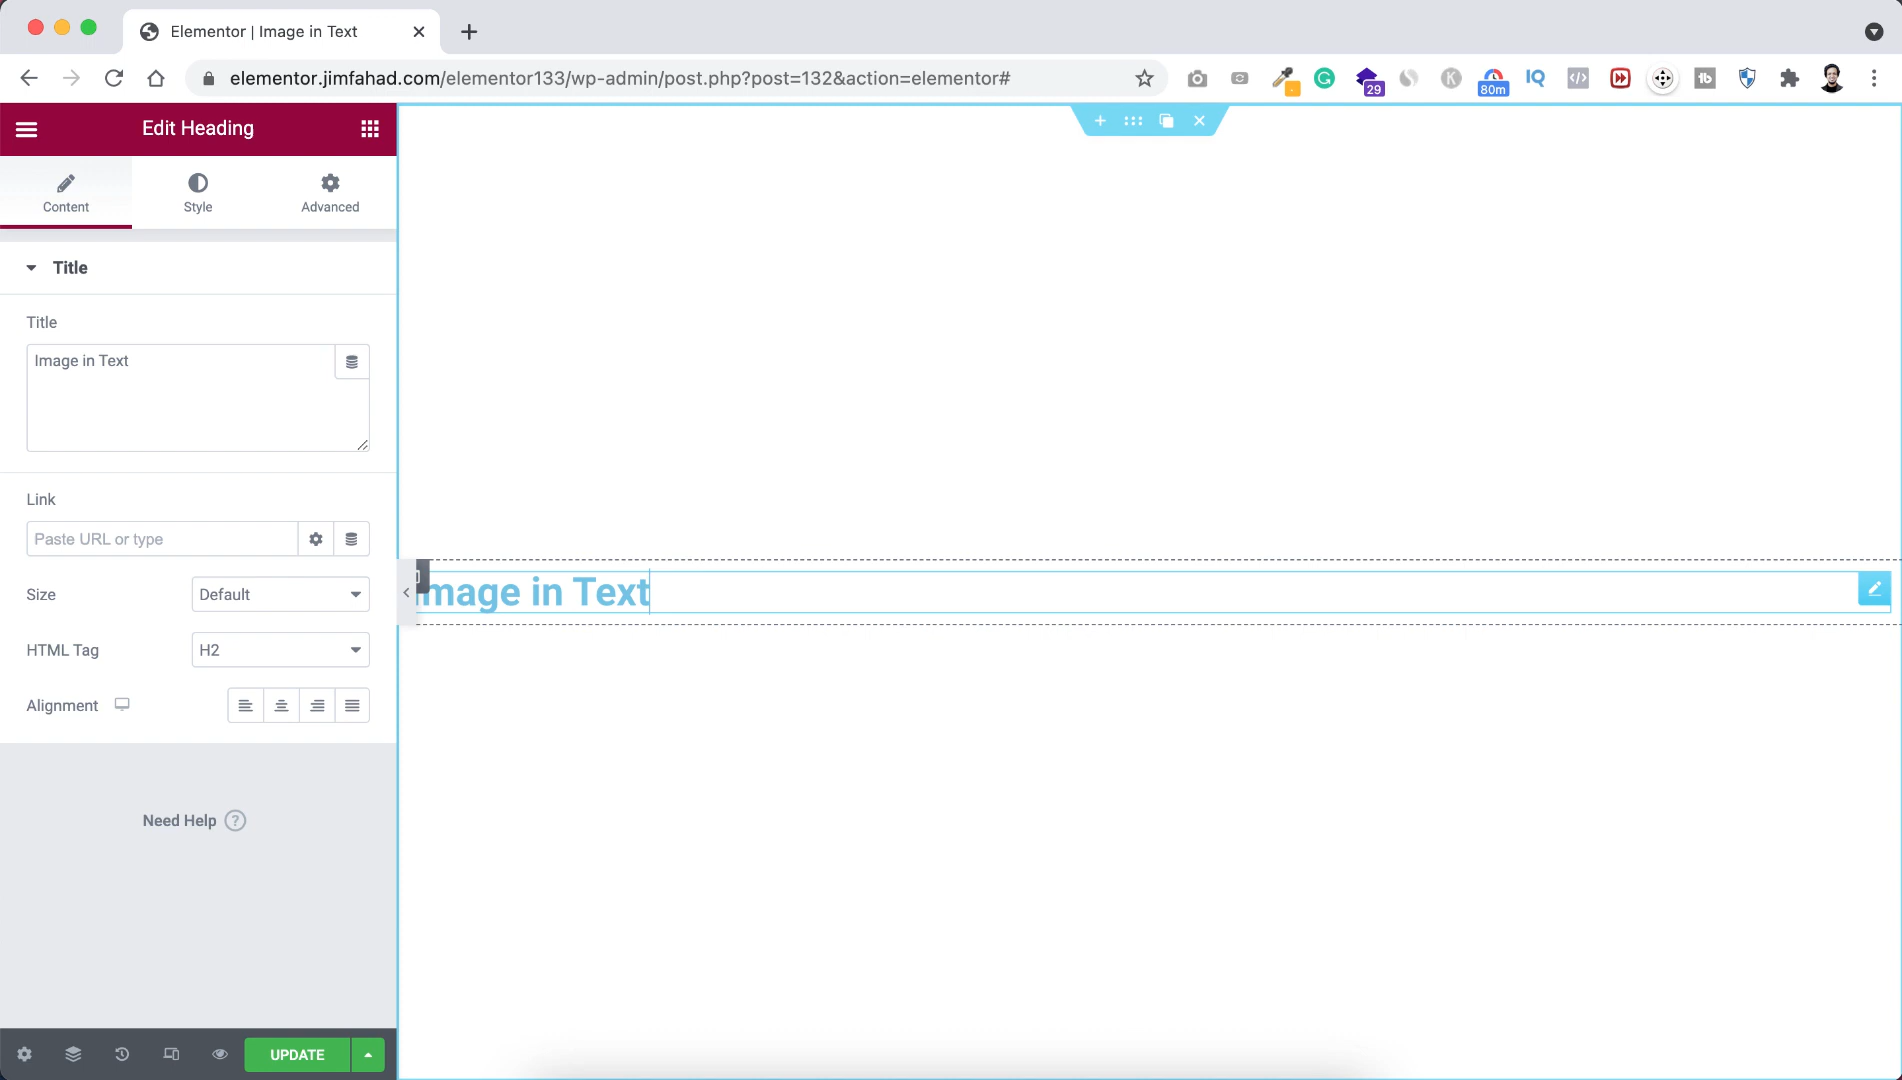 Elementor | Image in Text
elementor.jimfahad.com/elementor133/wp-admin/post.php?post=132&action=elementor#
29
80m
IQ
K
tb
Edit Heading
Content
Style
Advanced
Title
Title
Image in Text
Link
Paste URL or type
Size
Default
HTML Tag
H2
Alignment
Need Help ?
UPDATE
Image in Text